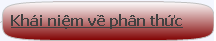 Khái niệm về phân thức